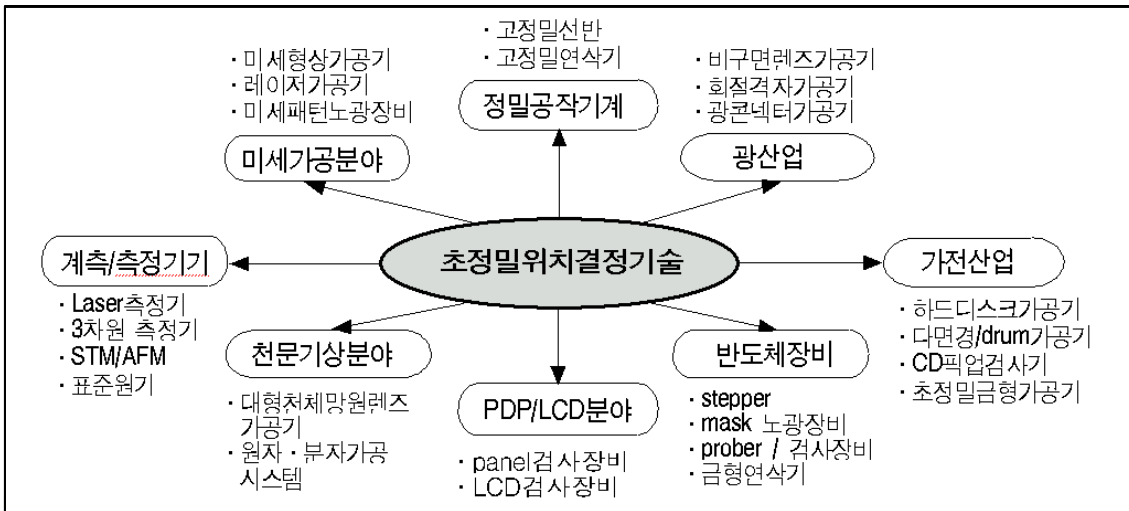 · 고정밀선반
· 고정밀연삭기
정밀공작기계
· 미세형상가공기
· 레이저가공기
· 미세패턴노광장비
미세가공분야
· 비구면렌즈가공기
· 회절격자가공기
· 광콘넥터가공기
광산업
초정밀위치결정기술
계측/측정기기
· Laser측정기
· 3차원 측정기
· STM/AFM
· 표준원기
가전산업
· 하드디스크가공기
· 다면경/drum가공기
· CD픽업검사기
· 초정밀금형가공기
천문기상분야
· 대형천체망원렌즈
가공기
· 원자·분자가공
시스템
PDP/LCD분야
· panel검사장비
· LCD검사장비
반도체장비
· stepper
· mask 노광장비
· prober / 검사장비
· 금형연삭기